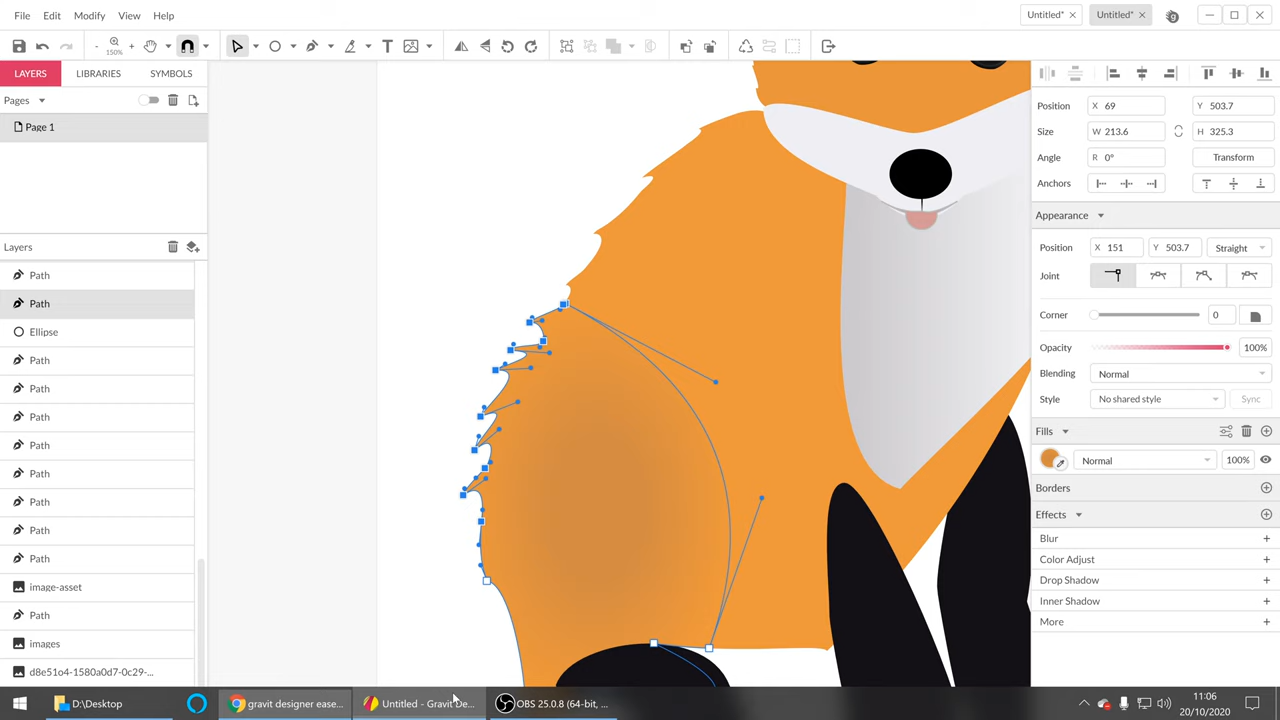 File Edit Modify View Help
Untitled* × Untitled* ×
150%
LAYERS LIBRARIES SYMBOLS
Pages
Page 1
Layers
Path
Path
Ellipse
Path
Path
Path
Path
Path
Path
Path
Path
image-asset
Path
images
d8e51o4-1580a0d7-0c29-...
Position X 69 Y 503.7
Size W 213.6 H 325.3
Angle R 0° Transform
Anchors
Appearance
Position X 151 Y 503.7 Straight
Joint
Corner 0
Opacity 100%
Blending Normal
Style No shared style Sync
Fills
Normal 100%
Borders
Effects
Blur
Color Adjust
Drop Shadow
Inner Shadow
More
D:\Desktop gravit designer ease... Untitled - Gravit De... OBS 25.0.8 (64-bit, ...
11:06
20/10/2020